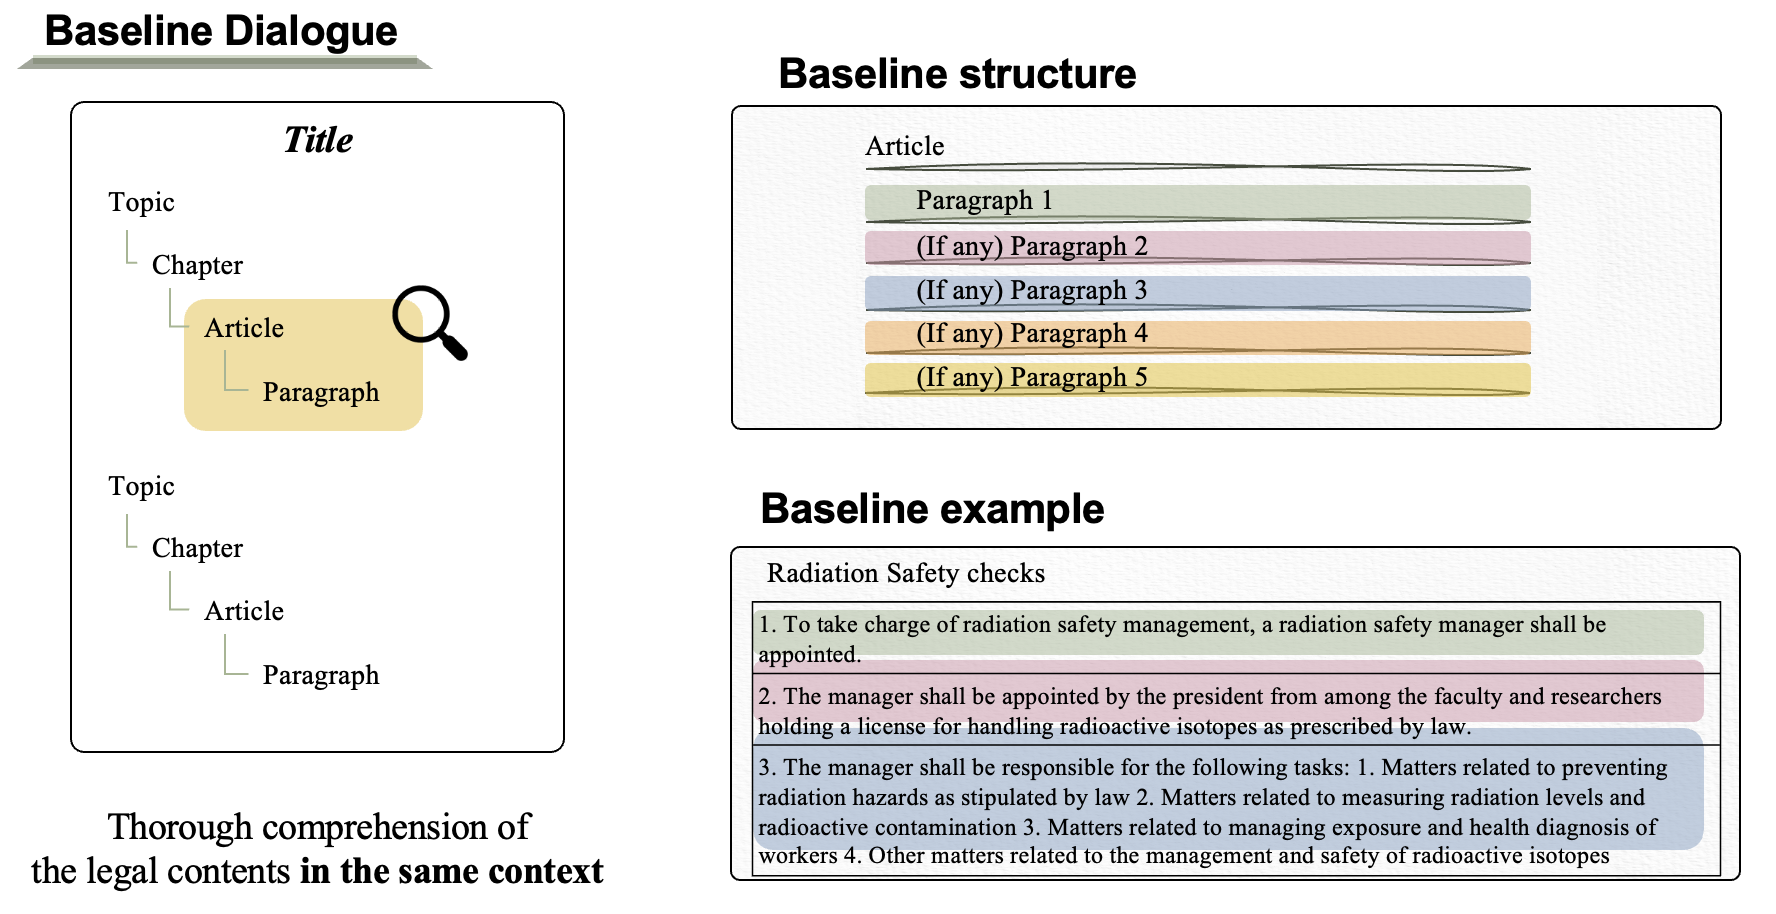 Baseline Dialogue
Title
Topic
Chapter
Article
Paragraph
Topic
Chapter
Article
Paragraph
Thorough comprehension of
the legal contents in the same context
Baseline structure
Article
Paragraph 1
(If any) Paragraph 2
(If any) Paragraph 3
(If any) Paragraph 4
(If any) Paragraph 5
Baseline example
Radiation Safety checks
1. To take charge of radiation safety management, a radiation safety manager shall be
appointed.
2. The manager shall be appointed by the president from among the faculty and researchers
holding a license for handling radioactive isotopes as prescribed by law.
3. The manager shall be responsible for the following tasks: 1. Matters related to preventing
radiation hazards as stipulated by law 2. Matters related to measuring radiation levels and
radioactive contamination 3. Matters related to managing exposure and health diagnosis of
workers 4. Other matters related to the management and safety of radioactive isotopes